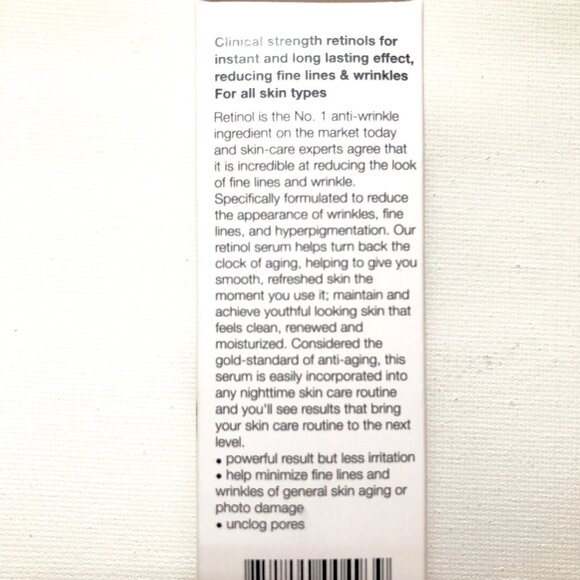 Clinical strength retinols for
instant and long lasting effect,
reducing fine lines & wrinkles
For all skin types
Retinol is the No. 1 anti-wrinkle
ingredient on the market today
and skin-care experts agree that
it is incredible at reducing the look
of fine lines and wrinkle.
Specifically formulated to reduce
the appearance of wrinkles, fine
lines, and hyperpigmentation. Our
retinol serum helps turn back the
clock of aging, helping to give you
smooth, refreshed skin the
moment you use it; maintain and
achieve youthful looking skin that
feels clean, renewed and
moisturized. Considered the
gold-standard of anti-aging, this
serum is easily incorporated into
any nighttime skin care routine
and you'll see results that bring
your skin care routine to the next
level.
• powerful result but less irritation
• help minimize fine lines and
wrinkles of general skin aging or
photo damage
• unclog pores